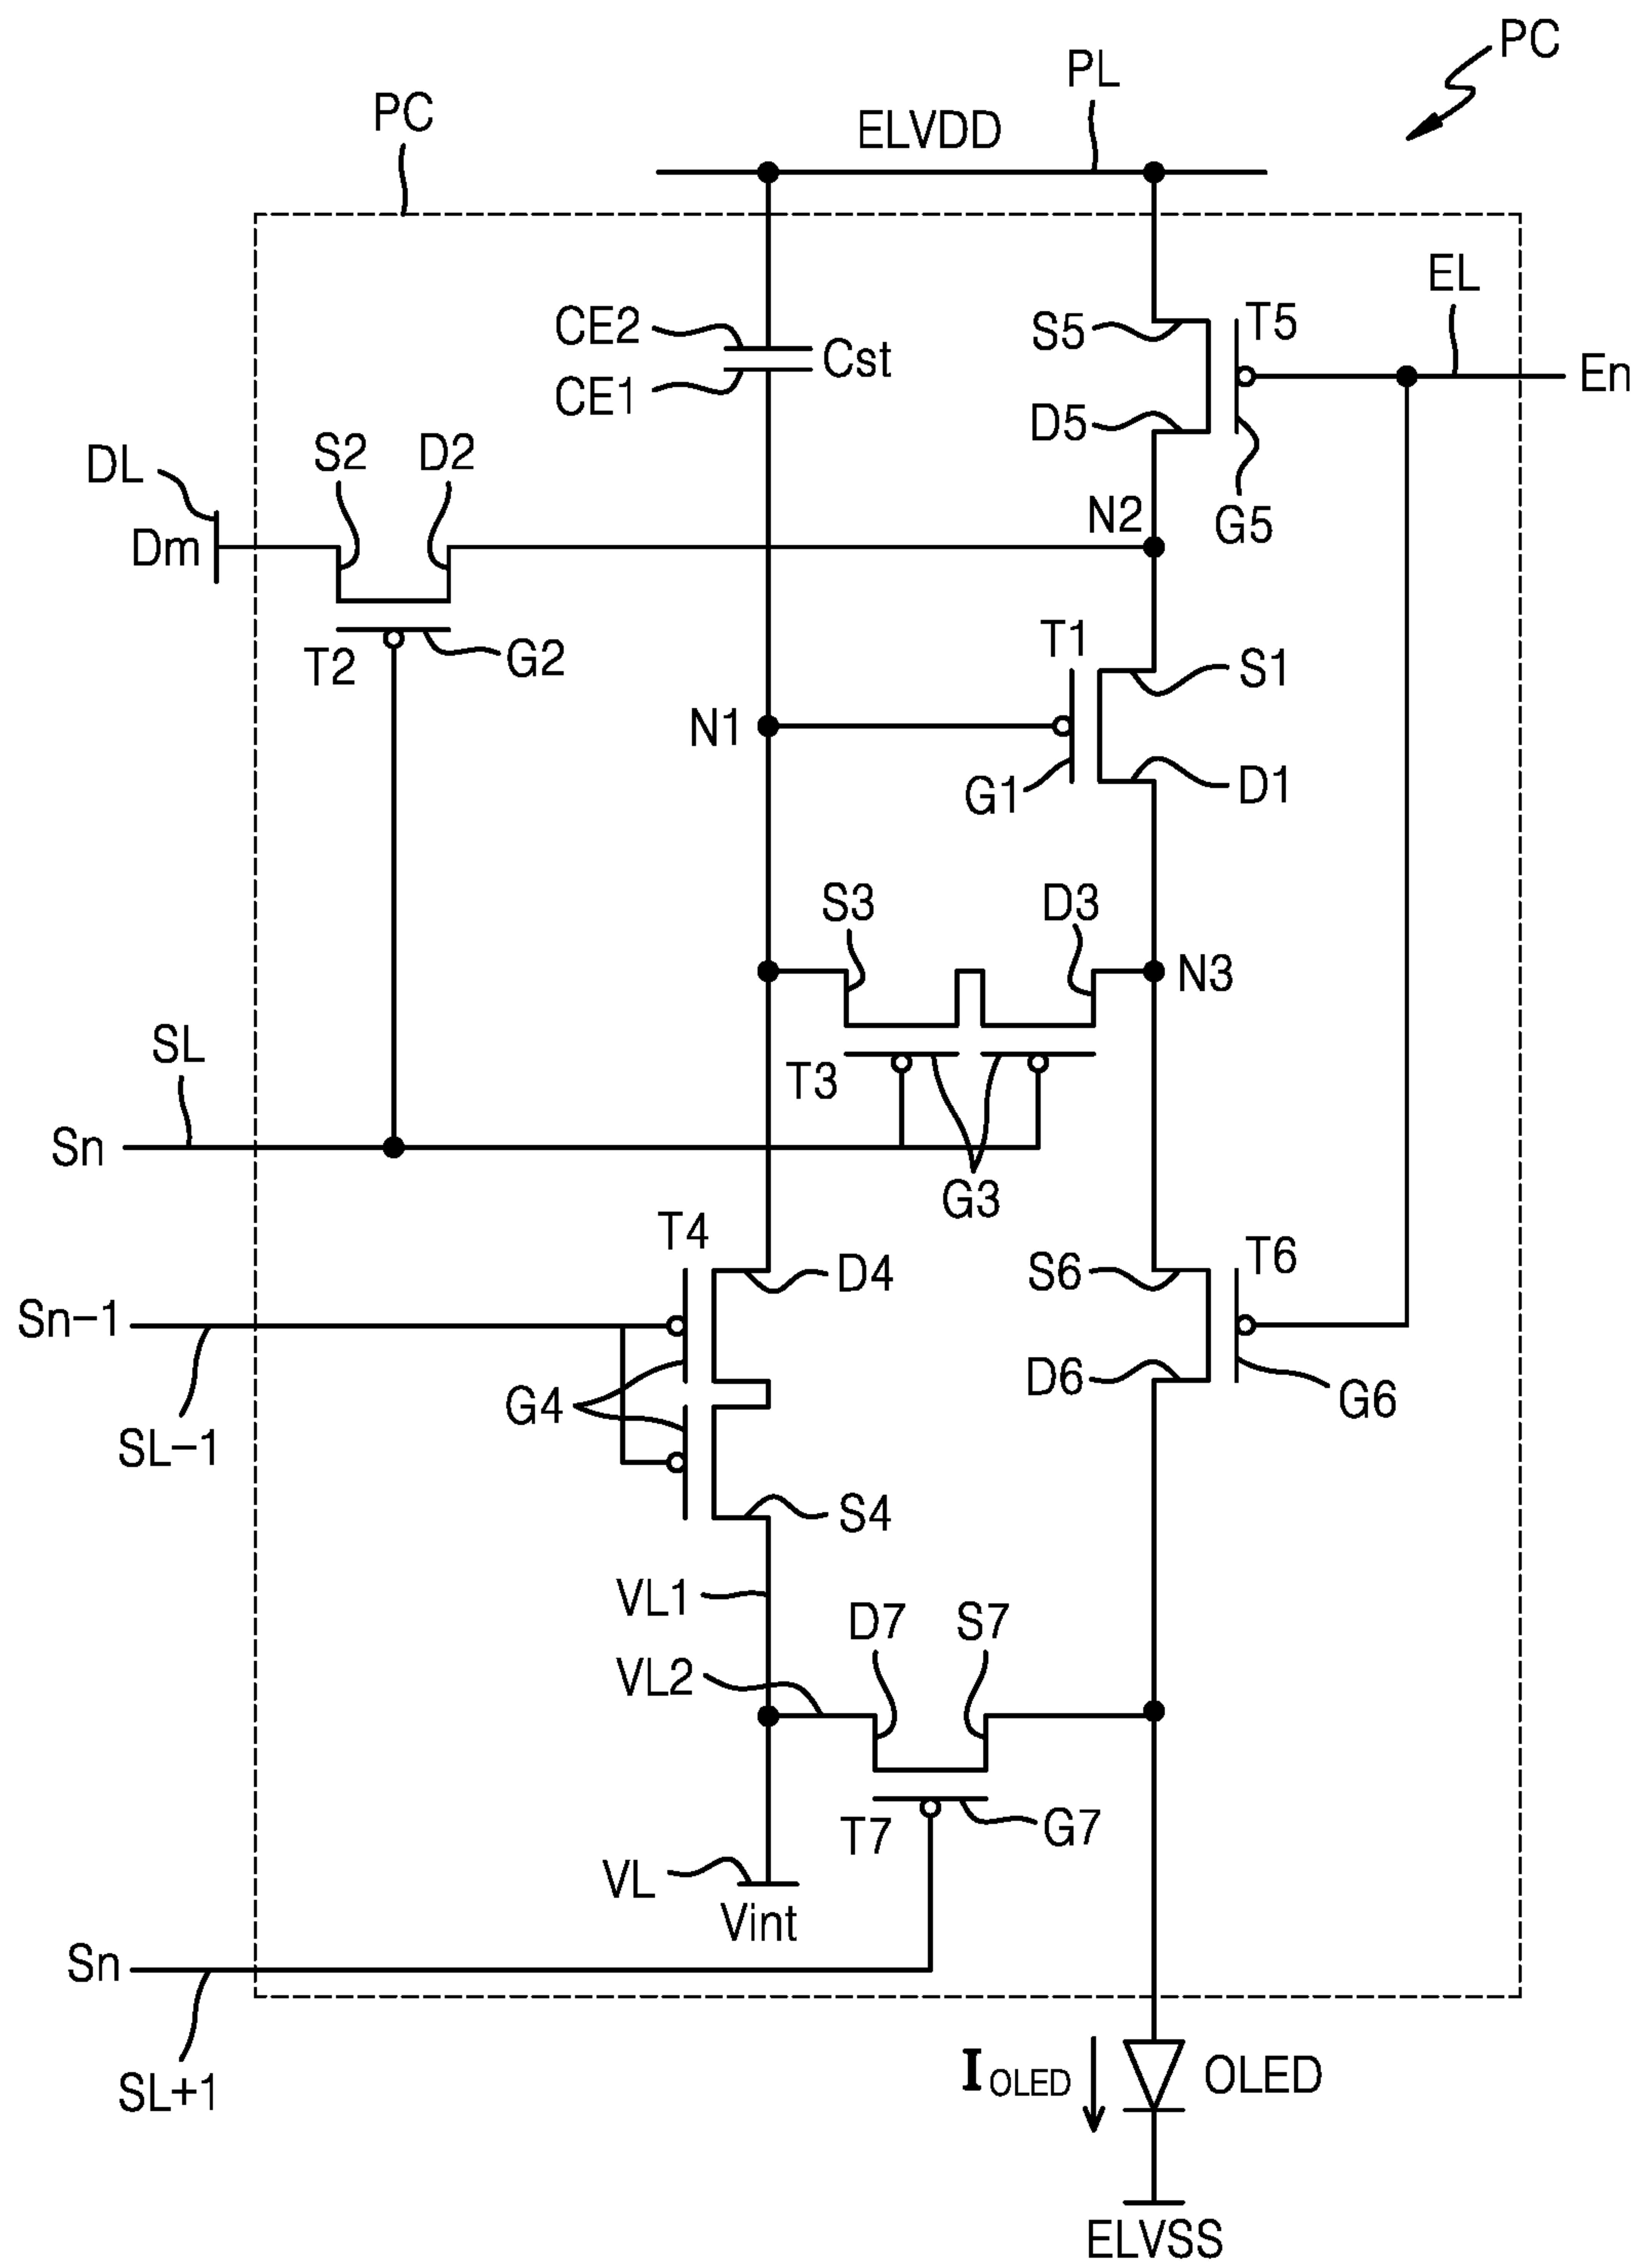 PC
PL
PC
ELVDD
EL
CE2
Cst
S5
T5
En
CE1
D5
S2
D2
DL
N2
G5
Dm
T1
T2
G2
S1
N1
G1
D1
S3
D3
N3
SL
T3
Sn
G3
T4
D4
S6
T6
Sn-1
G4
D6
G6
SL-1
S4
VL1
D7
S7
VL2
T7
G7
VL
Vint
Sn
SL+1
IOLED
OLED
ELVSS